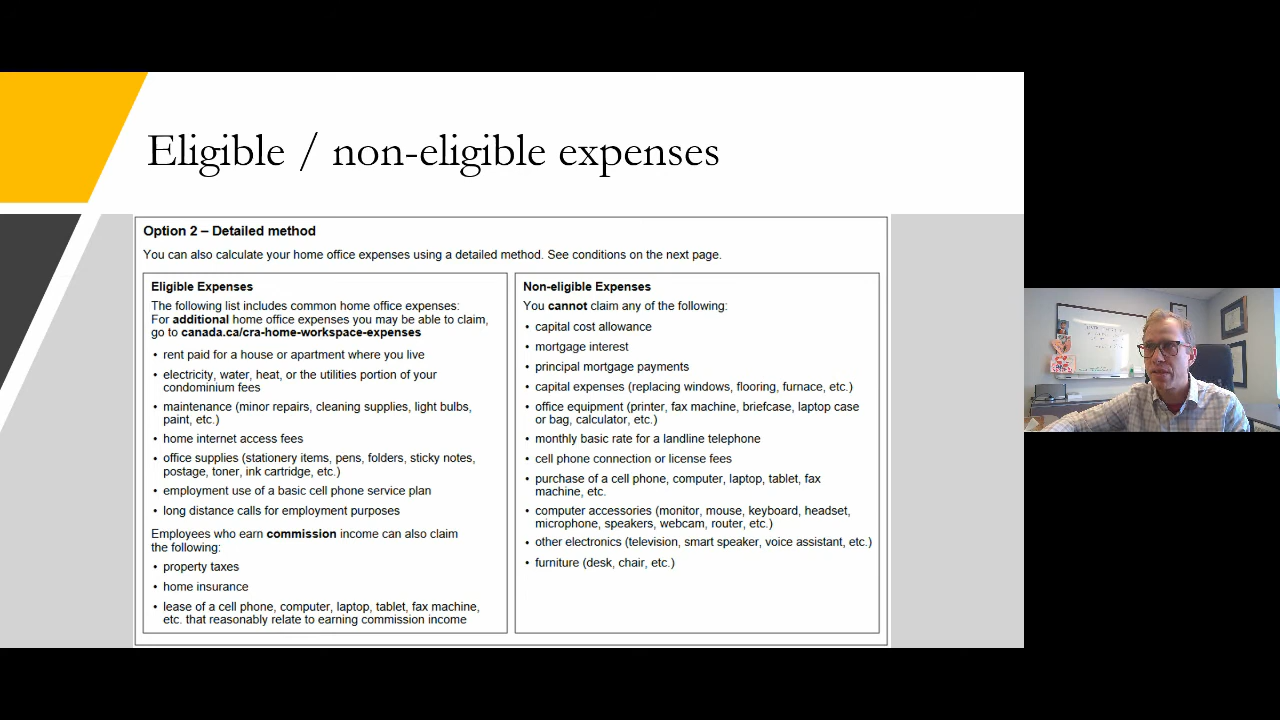 Eligible / non-eligible expenses
Option 2 – Detailed method
You can also calculate your home office expenses using a detailed method. See conditions on the next page.
Eligible Expenses
The following list includes common home office expenses:
For additional home office expenses you may be able to claim,
go to canada.ca/cra-home-workspace-expenses
• rent paid for a house or apartment where you live
• electricity, water, heat, or the utilities portion of your
condominium fees
• maintenance (minor repairs, cleaning supplies, light bulbs,
paint, etc.)
• home internet access fees
• office supplies (stationery items, pens, folders, sticky notes,
postage, toner, ink cartridge, etc.)
• employment use of a basic cell phone service plan
• long distance calls for employment purposes
Employees who earn commission income can also claim
the following:
• property taxes
• home insurance
• lease of a cell phone, computer, laptop, tablet, fax machine,
etc. that reasonably relate to earning commission income
Non-eligible Expenses
You cannot claim any of the following:
• capital cost allowance
• mortgage interest
• principal mortgage payments
• capital expenses (replacing windows, flooring, furnace, etc.)
• office equipment (printer, fax machine, briefcase, laptop case
or bag, calculator, etc.)
• monthly basic rate for a landline telephone
• cell phone connection or license fees
• purchase of a cell phone, computer, laptop, tablet, fax
machine, etc.
• computer accessories (monitor, mouse, keyboard, headset,
microphone, speakers, webcam, router, etc.)
• other electronics (television, smart speaker, voice assistant, etc.)
• furniture (desk, chair, etc.)